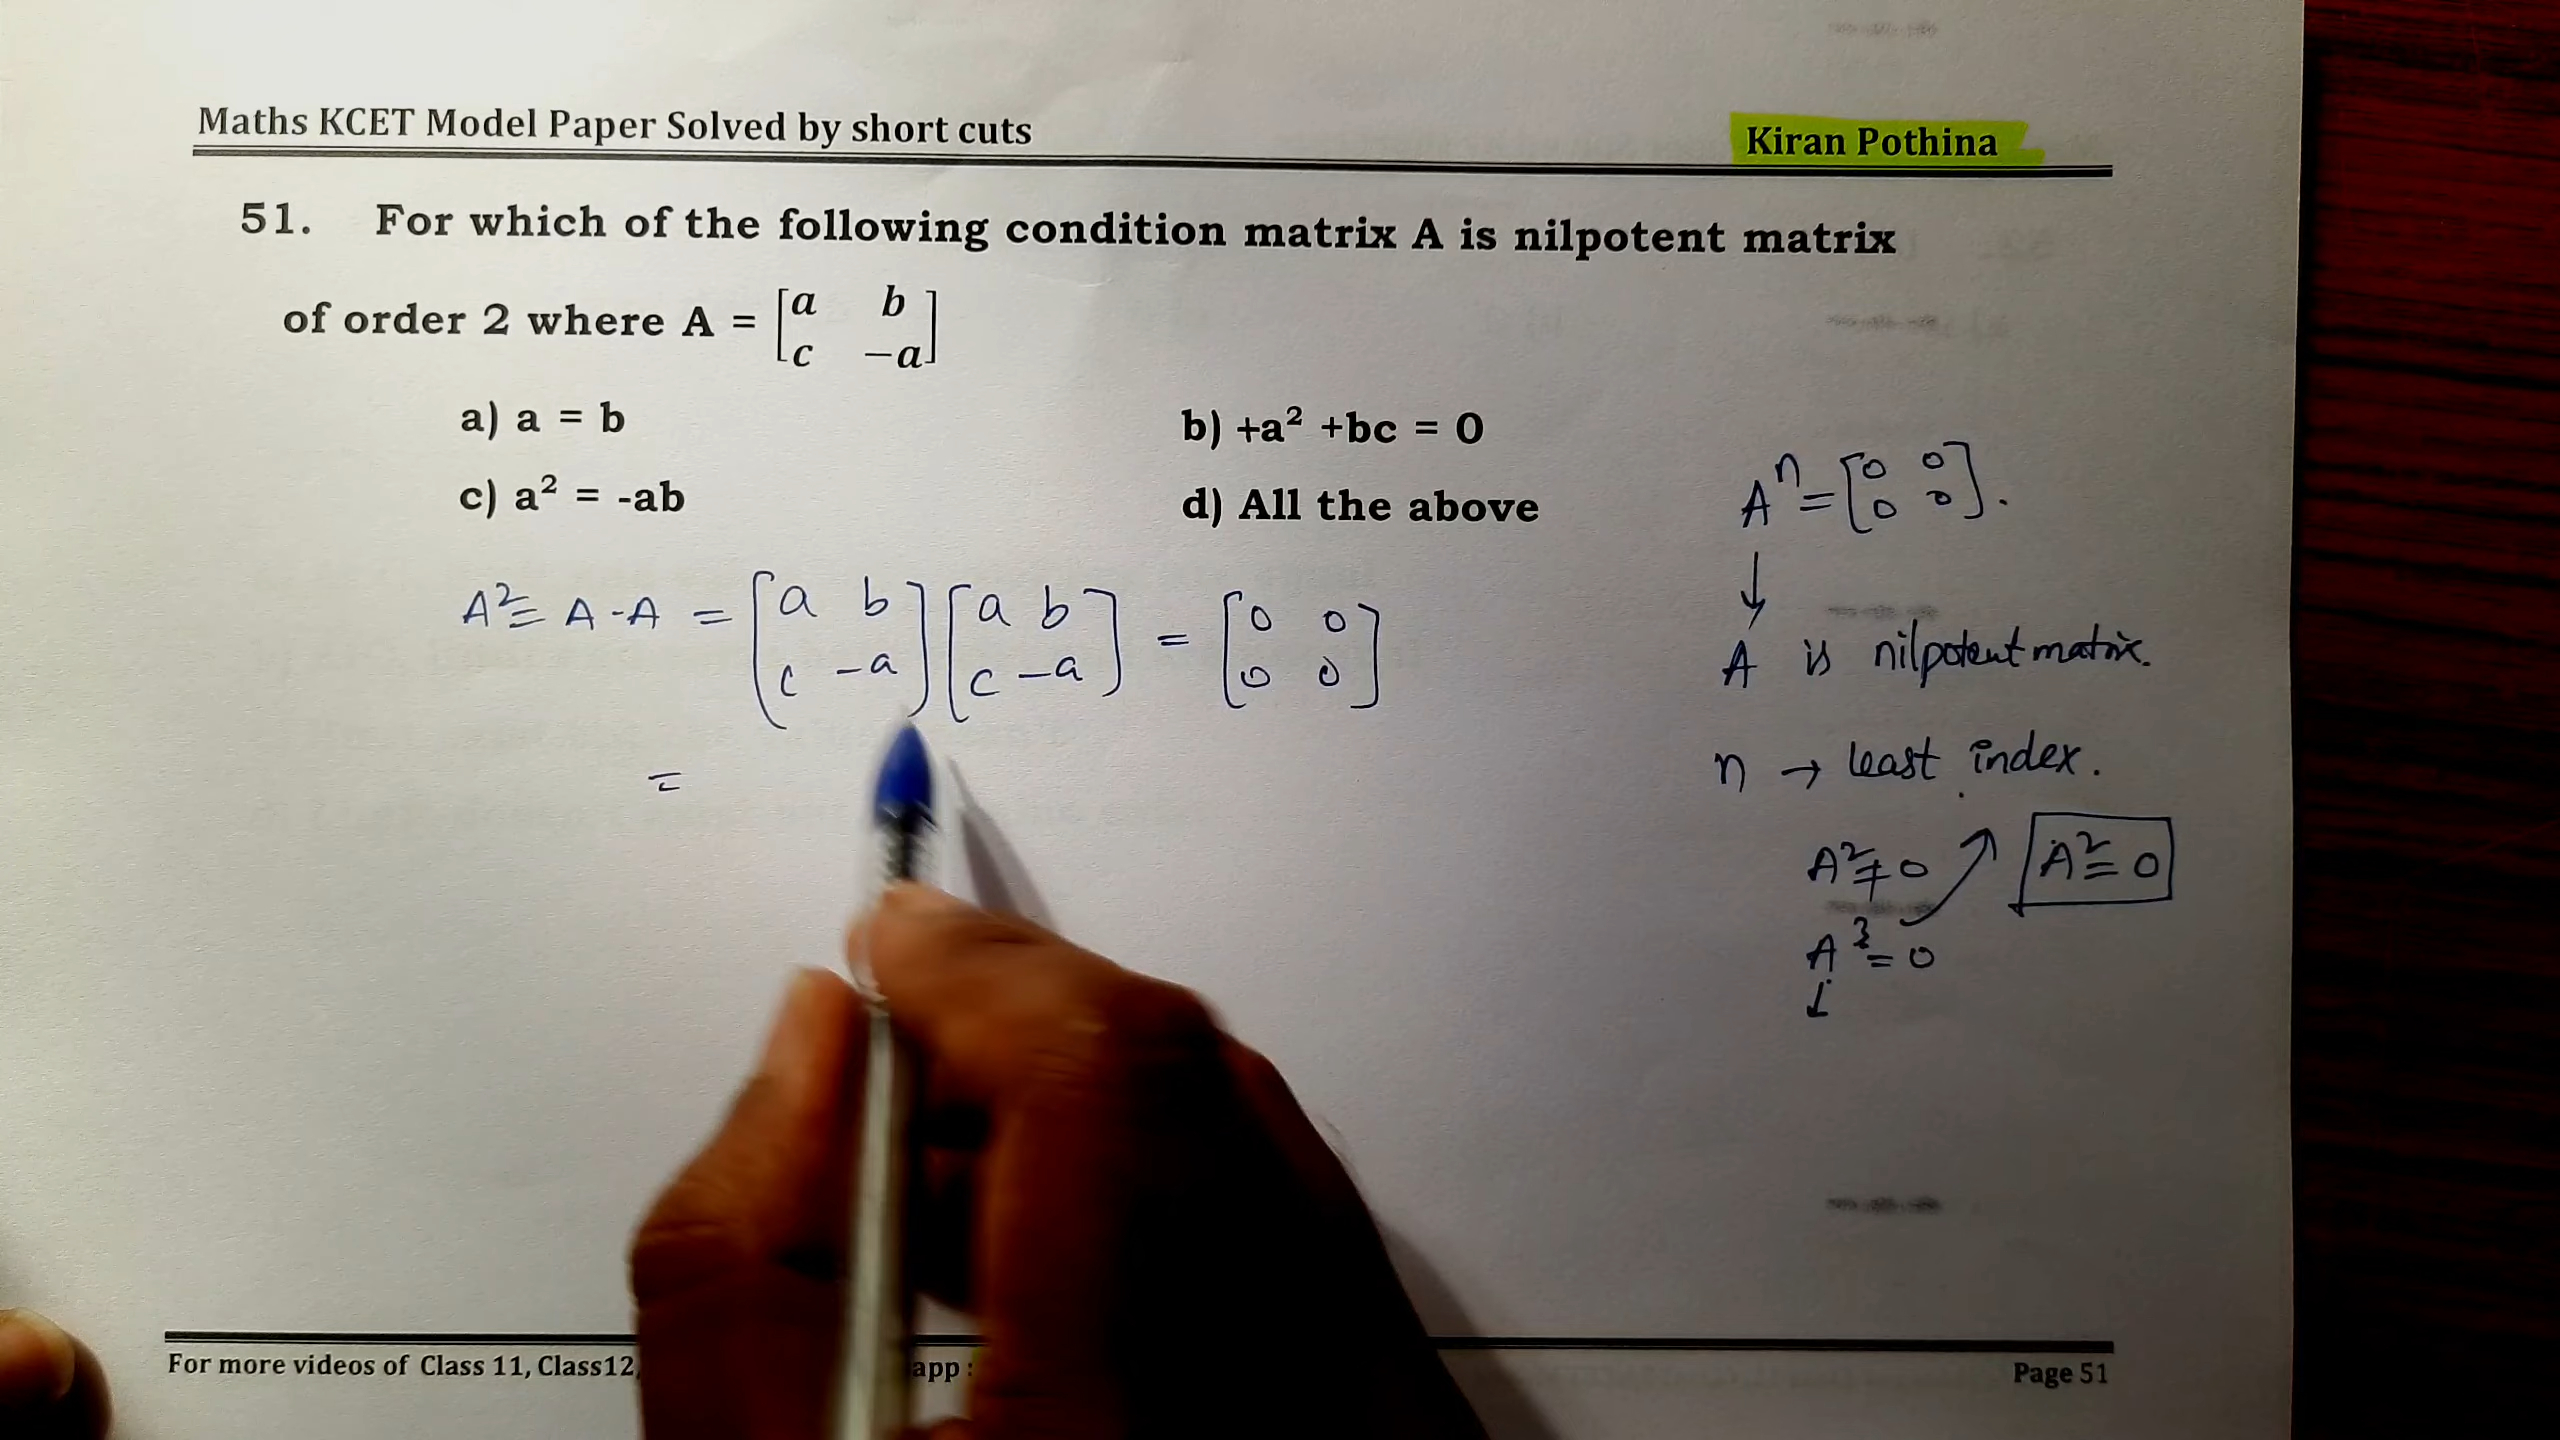 Maths KCET Model Paper Solved by short cuts
Kiran Pothina
51. For which of the following condition matrix A is nilpotent matrix
of order 2 where A = [a b
c −a]
a) a = b
b) +a² +bc = 0
c) a² = -ab
d) All the above
A² = A·A = [a b
c −a] [a b
c −a] = [0 0
0 0]
=
Aⁿ = [0 0
0 0].
↓
A is nilpotent matrix.
n → least index.
A² ≠ 0
A² = 0
A³ = 0
↓
For more videos of Class 11, Class12,
app :
Page 51